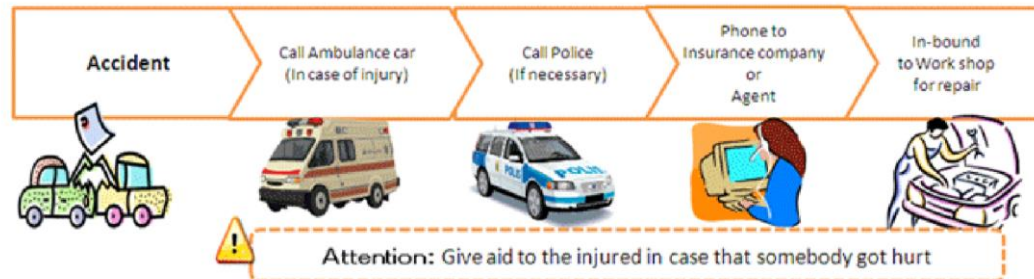 Accident
Call Ambulance car
(In case of injury)
Call Police
(If necessary)
Phone to
Insurance company
or
Agent
In-bound
to Work shop
for repair
POLIS
Attention: Give aid to the injured in case that somebody got hurt